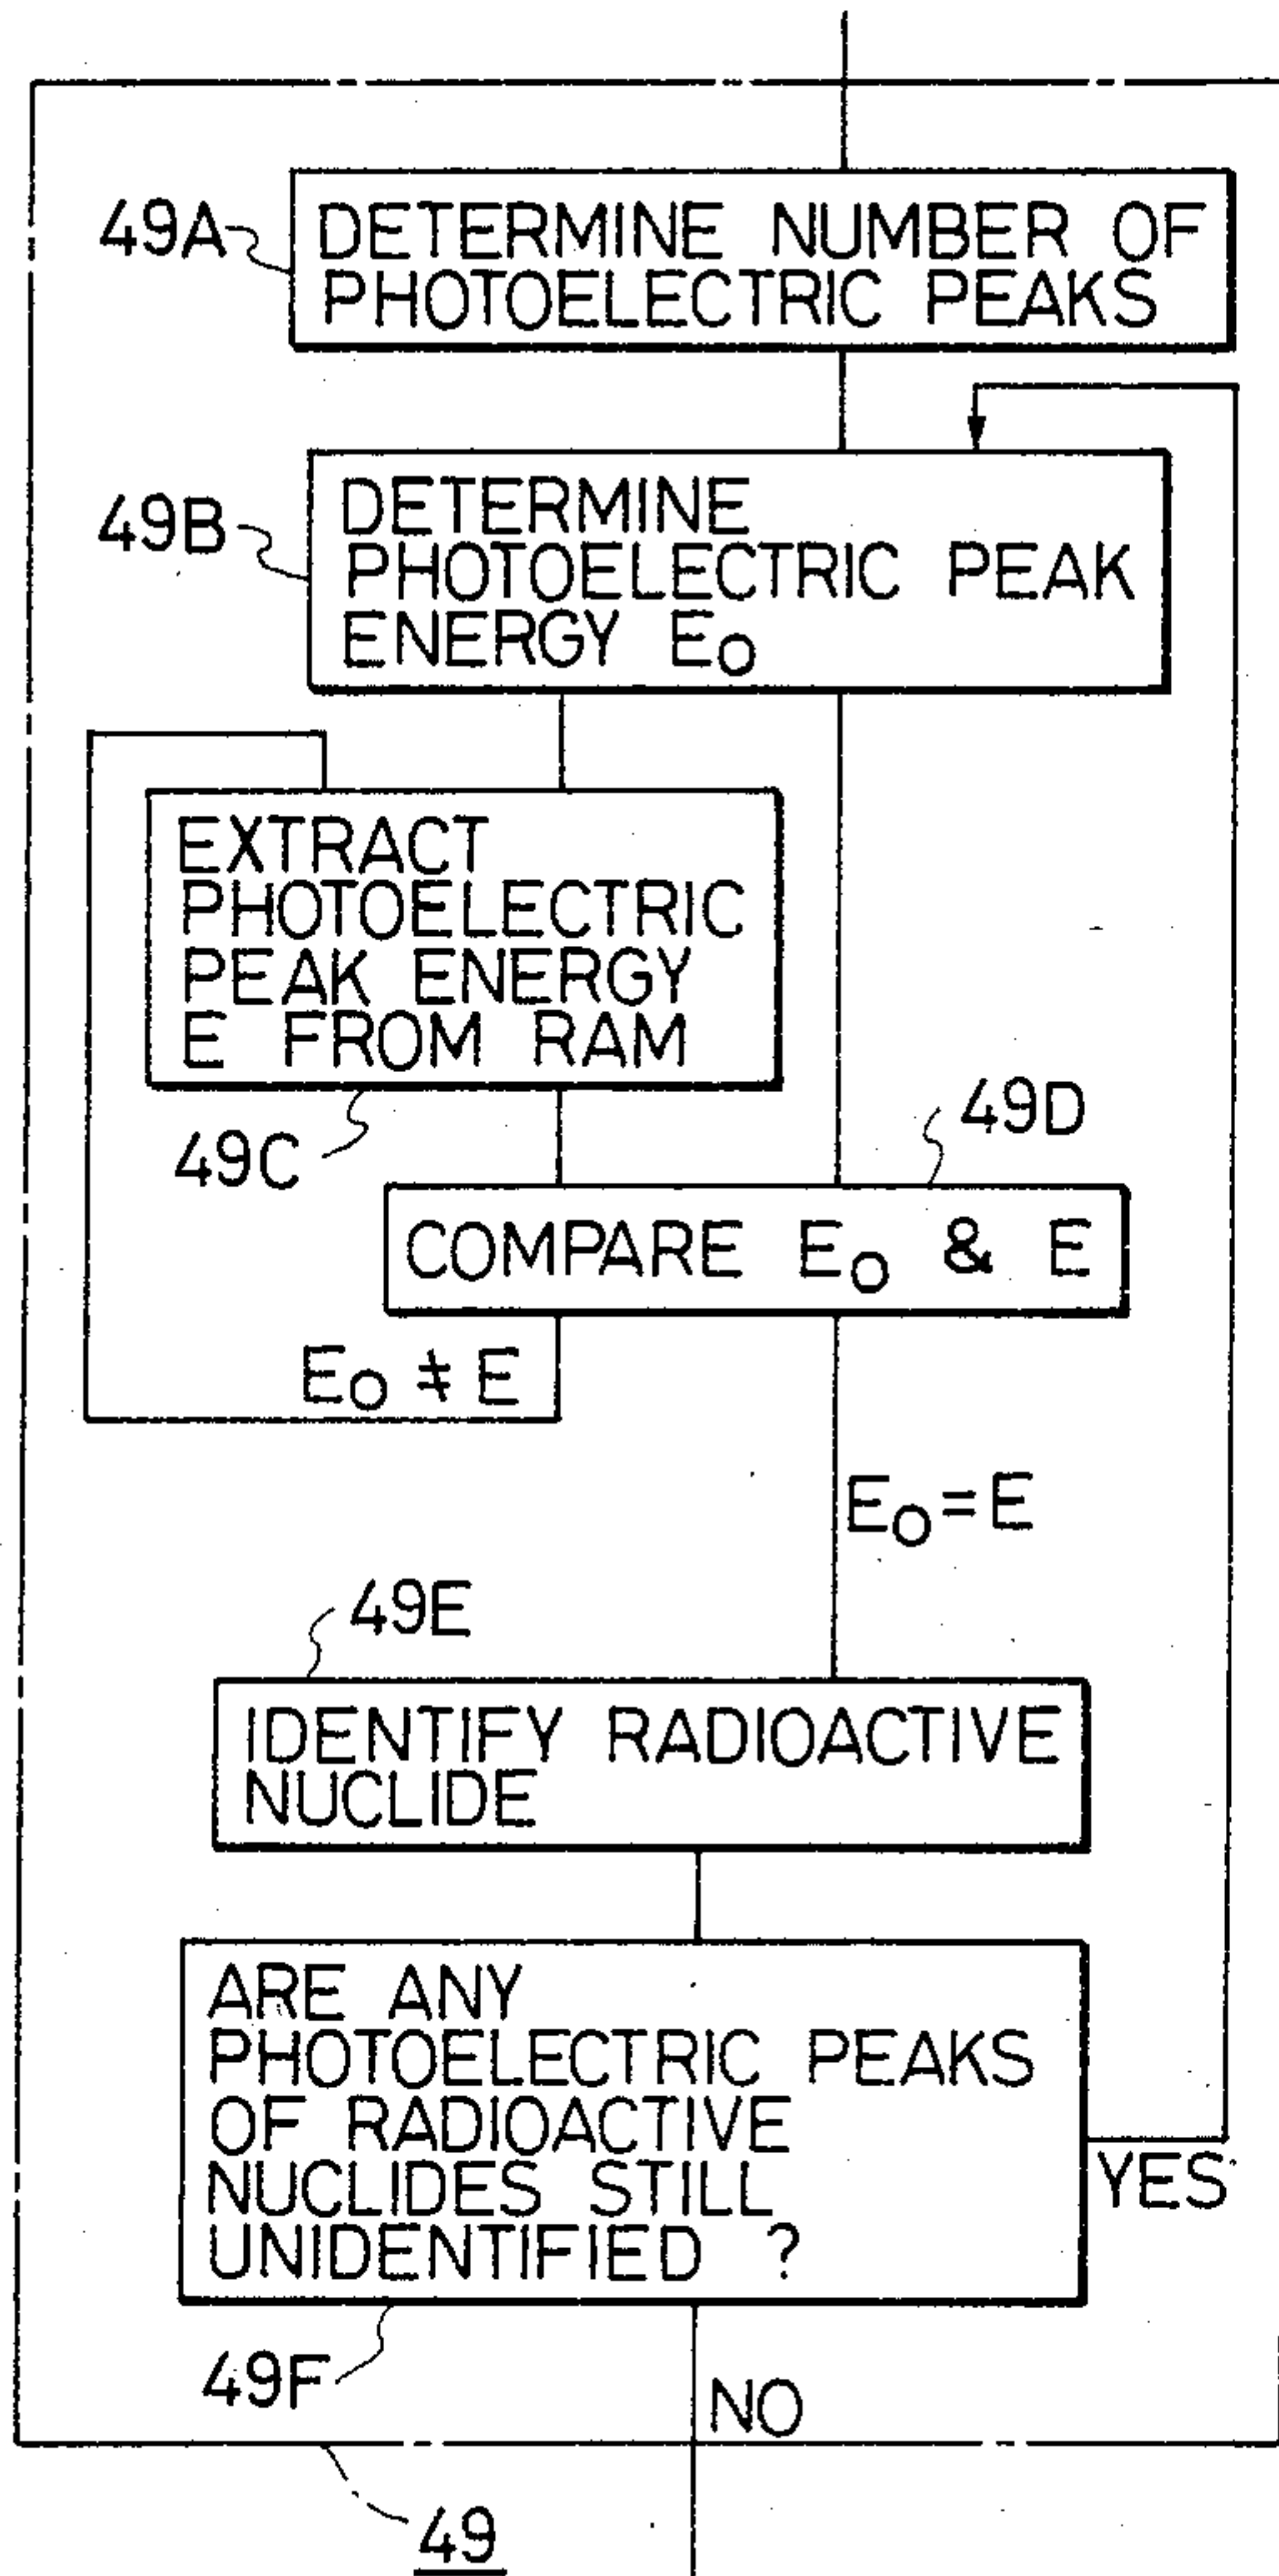 49A
DETERMINE NUMBER OF
PHOTOELECTRIC PEAKS
49B
DETERMINE
PHOTOELECTRIC PEAK
ENERGY E₀
EXTRACT
PHOTOELECTRIC
PEAK ENERGY
E FROM RAM
49C
49D
COMPARE E₀ & E
E₀ ≠ E
E₀ = E
49E
IDENTIFY RADIOACTIVE
NUCLIDE
ARE ANY
PHOTOELECTRIC PEAKS
OF RADIOACTIVE
NUCLIDES STILL
UNIDENTIFIED ?
YES
49F
NO
49